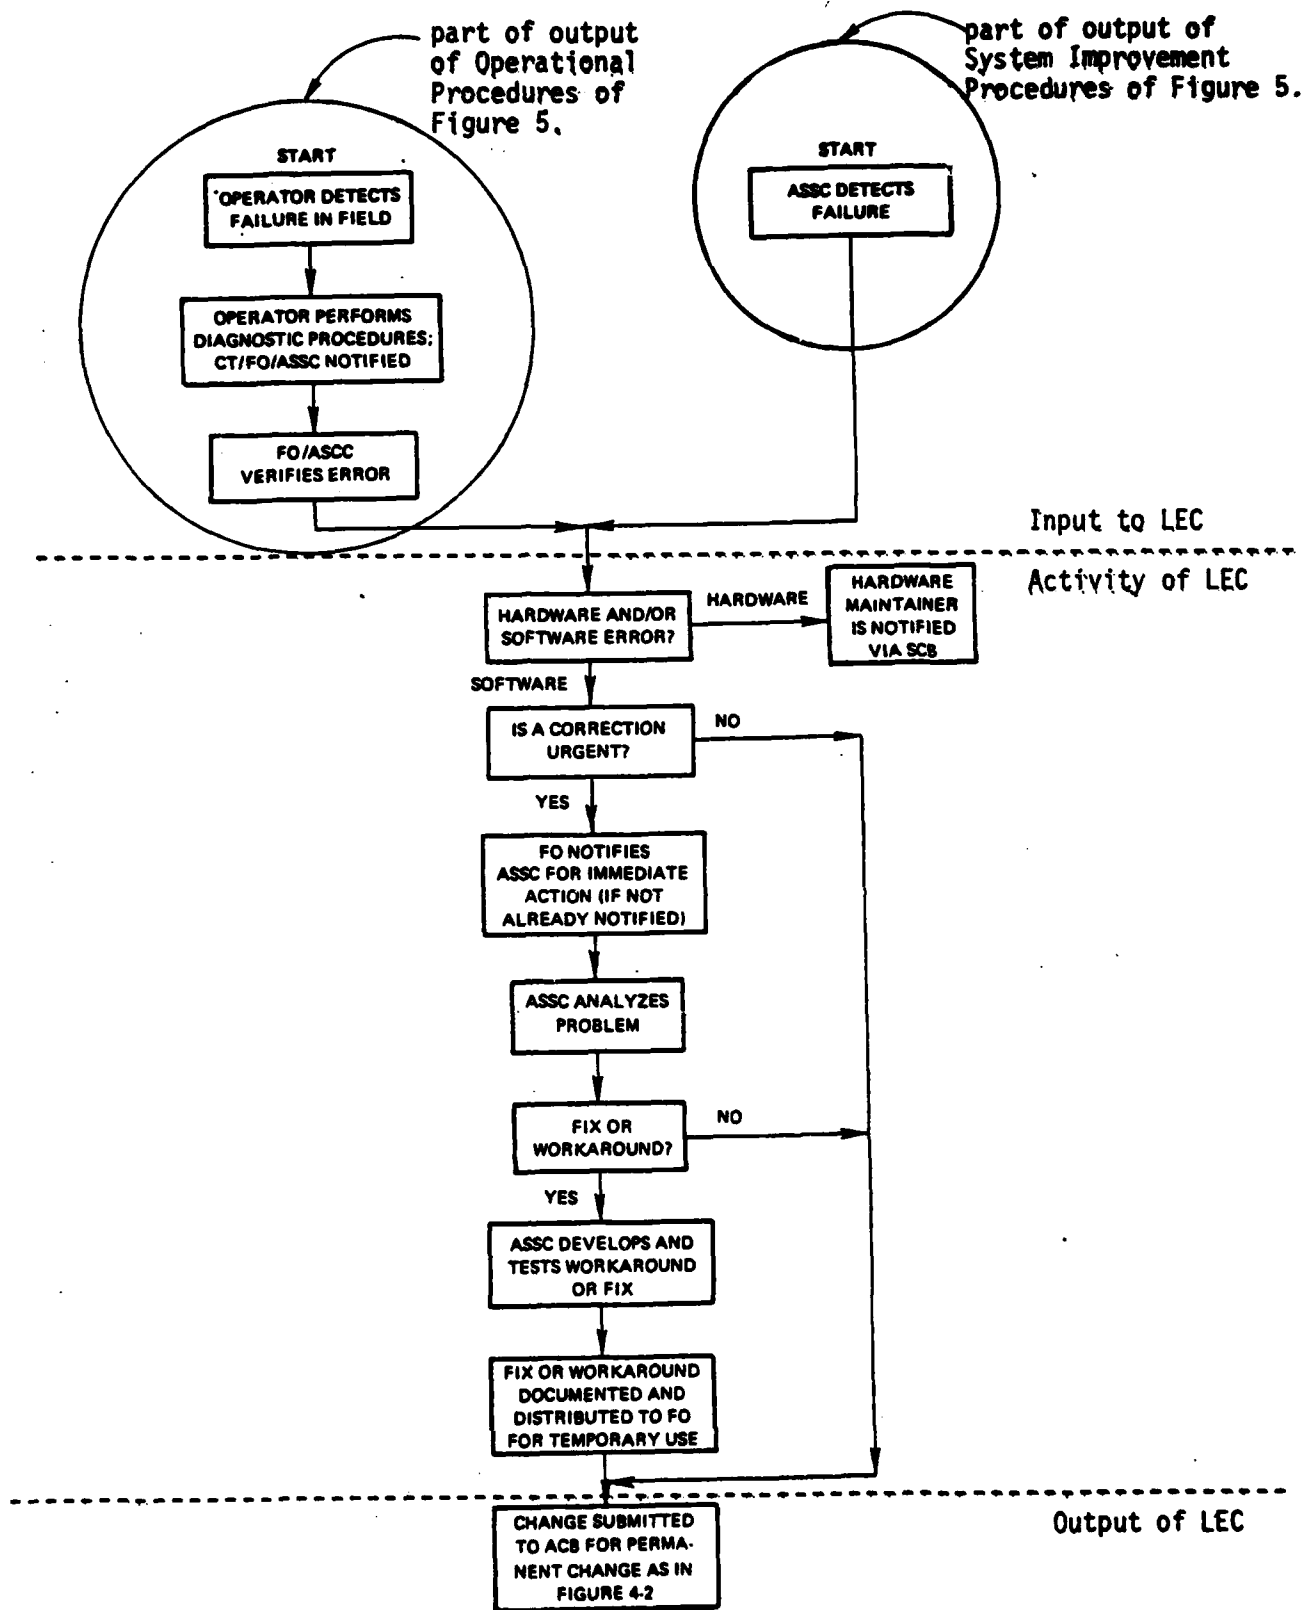 part of output
of Operational
Procedures of
Figure 5.
part of output of
System Improvement
Procedures of Figure 5.
START
OPERATOR DETECTS
FAILURE IN FIELD
START
ASSC DETECTS
FAILURE
OPERATOR PERFORMS
DIAGNOSTIC PROCEDURES;
CT/FO/ASSC NOTIFIED
FO/ASCC
VERIFIES ERROR
Input to LEC
Activity of LEC
HARDWARE AND/OR
SOFTWARE ERROR?
HARDWARE
HARDWARE
MAINTAINER
IS NOTIFIED
VIA SCB
SOFTWARE
IS A CORRECTION
URGENT?
NO
YES
FO NOTIFIES
ASSC FOR IMMEDIATE
ACTION (IF NOT
ALREADY NOTIFIED)
ASSC ANALYZES
PROBLEM
FIX OR
WORKAROUND?
NO
YES
ASSC DEVELOPS AND
TESTS WORKAROUND
OR FIX
FIX OR WORKAROUND
DOCUMENTED AND
DISTRIBUTED TO FO
FOR TEMPORARY USE
Output of LEC
CHANGE SUBMITTED
TO ACB FOR PERMA-
NENT CHANGE AS IN
FIGURE 4-2